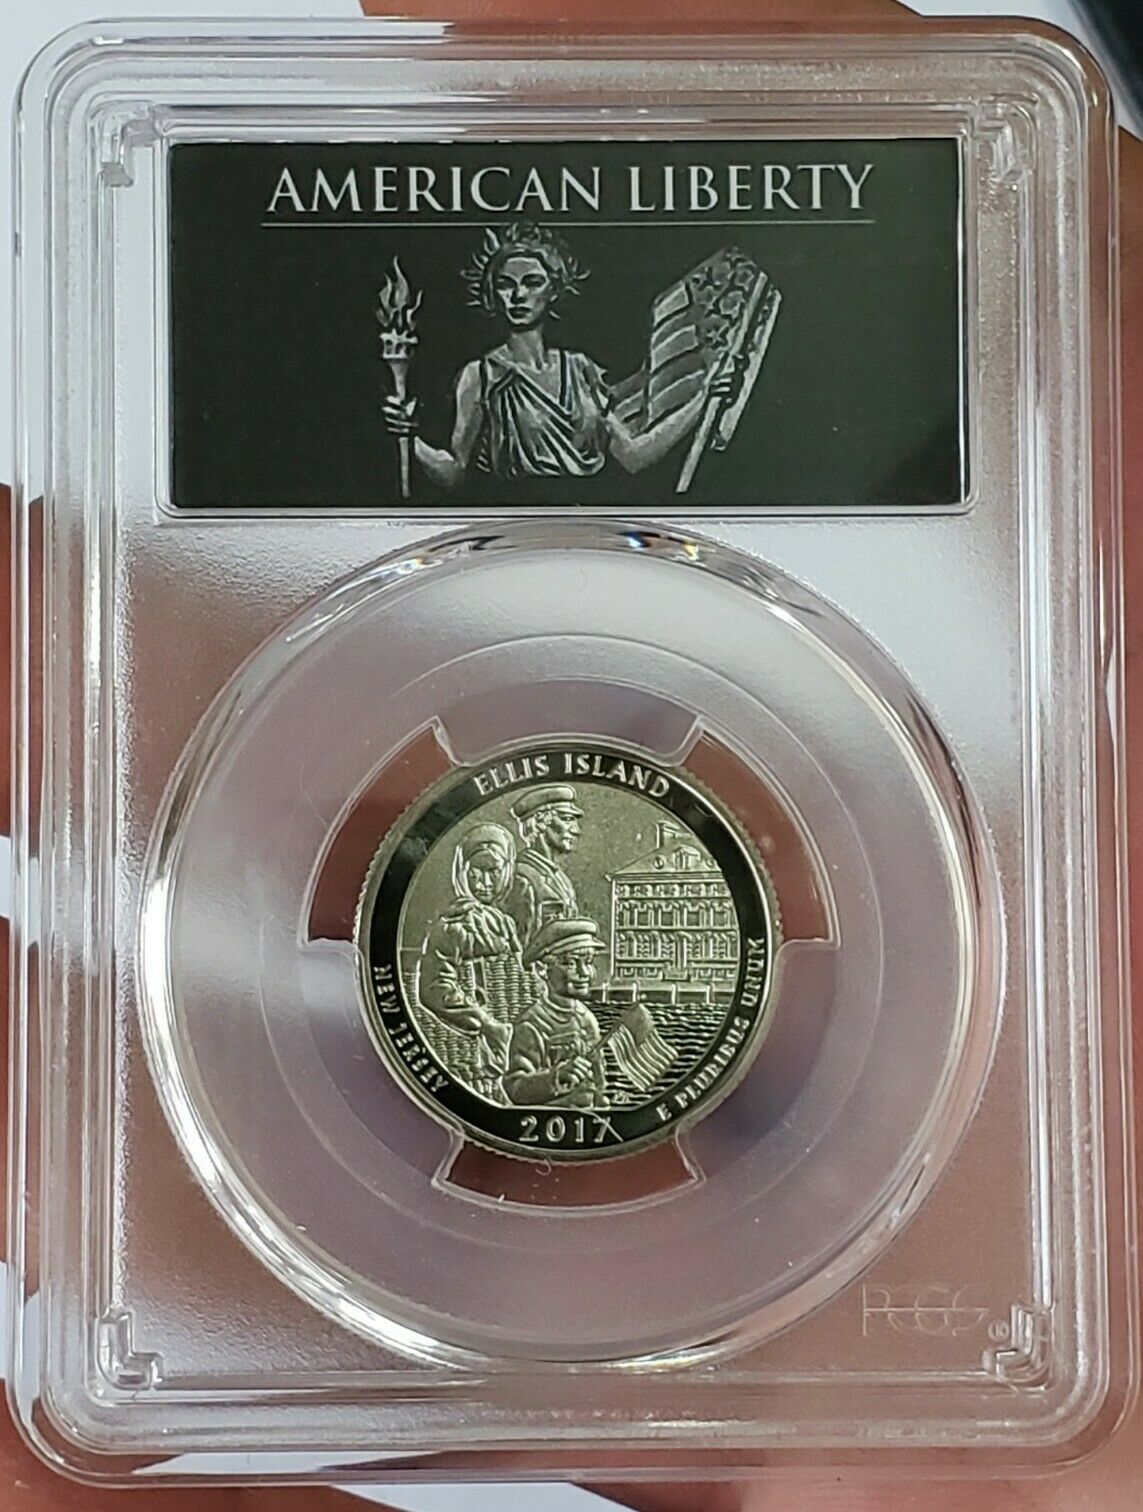 AMERICAN LIBERTY
ELLIS ISLAND
NEW JERSEY
2017
E PLURIBUS UNUM
PCGS